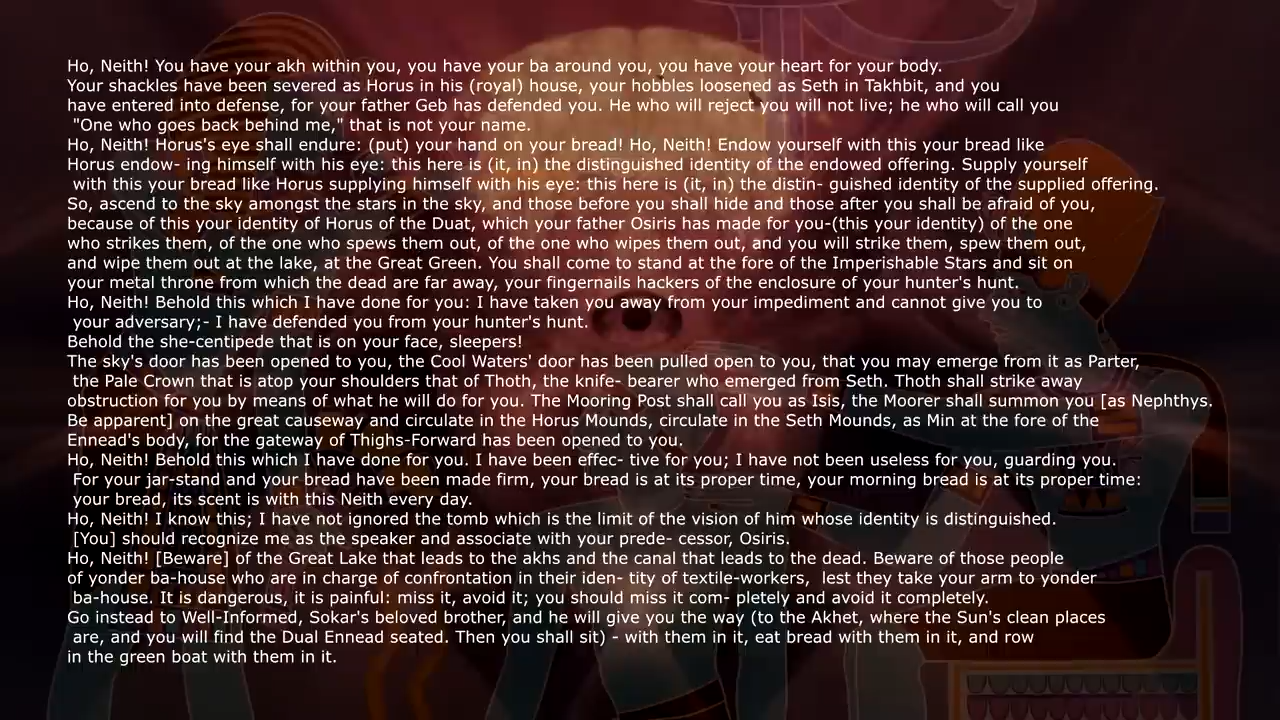 Ho, Neith! You have your akh within you, you have your ba around you, you have your heart for your body.
Your shackles have been severed as Horus in his (royal) house, your hobbles loosened as Seth in Takhbit, and you
have entered into defense, for your father Geb has defended you. He who will reject you will not live; he who will call you
"One who goes back behind me," that is not your name.
Ho, Neith! Horus's eye shall endure: (put) your hand on your bread! Ho, Neith! Endow yourself with this your bread like
Horus endow- ing himself with his eye: this here is (it, in) the distinguished identity of the endowed offering. Supply yourself
with this your bread like Horus supplying himself with his eye: this here is (it, in) the distin- guished identity of the supplied offering.
So, ascend to the sky amongst the stars in the sky, and those before you shall hide and those after you shall be afraid of you,
because of this your identity of Horus of the Duat, which your father Osiris has made for you-(this your identity) of the one
who strikes them, of the one who spews them out, of the one who wipes them out, and you will strike them, spew them out,
and wipe them out at the lake, at the Great Green. You shall come to stand at the fore of the Imperishable Stars and sit on
your metal throne from which the dead are far away, your fingernails hackers of the enclosure of your hunter's hunt.
Ho, Neith! Behold this which I have done for you: I have taken you away from your impediment and cannot give you to
your adversary;- I have defended you from your hunter's hunt.
Behold the she-centipede that is on your face, sleepers!
The sky's door has been opened to you, the Cool Waters' door has been pulled open to you, that you may emerge from it as Parter,
the Pale Crown that is atop your shoulders that of Thoth, the knife- bearer who emerged from Seth. Thoth shall strike away
obstruction for you by means of what he will do for you. The Mooring Post shall call you as Isis, the Moorer shall summon you [as Nephthys.
Be apparent] on the great causeway and circulate in the Horus Mounds, circulate in the Seth Mounds, as Min at the fore of the
Ennead's body, for the gateway of Thighs-Forward has been opened to you.
Ho, Neith! Behold this which I have done for you. I have been effec- tive for you; I have not been useless for you, guarding you.
For your jar-stand and your bread have been made firm, your bread is at its proper time, your morning bread is at its proper time:
your bread, its scent is with this Neith every day.
Ho, Neith! I know this; I have not ignored the tomb which is the limit of the vision of him whose identity is distinguished.
[You] should recognize me as the speaker and associate with your prede- cessor, Osiris.
Ho, Neith! [Beware] of the Great Lake that leads to the akhs and the canal that leads to the dead. Beware of those people
of yonder ba-house who are in charge of confrontation in their iden- tity of textile-workers,  lest they take your arm to yonder
ba-house. It is dangerous, it is painful: miss it, avoid it; you should miss it com- pletely and avoid it completely.
Go instead to Well-Informed, Sokar's beloved brother, and he will give you the way (to the Akhet, where the Sun's clean places
are, and you will find the Dual Ennead seated. Then you shall sit) - with them in it, eat bread with them in it, and row
in the green boat with them in it.